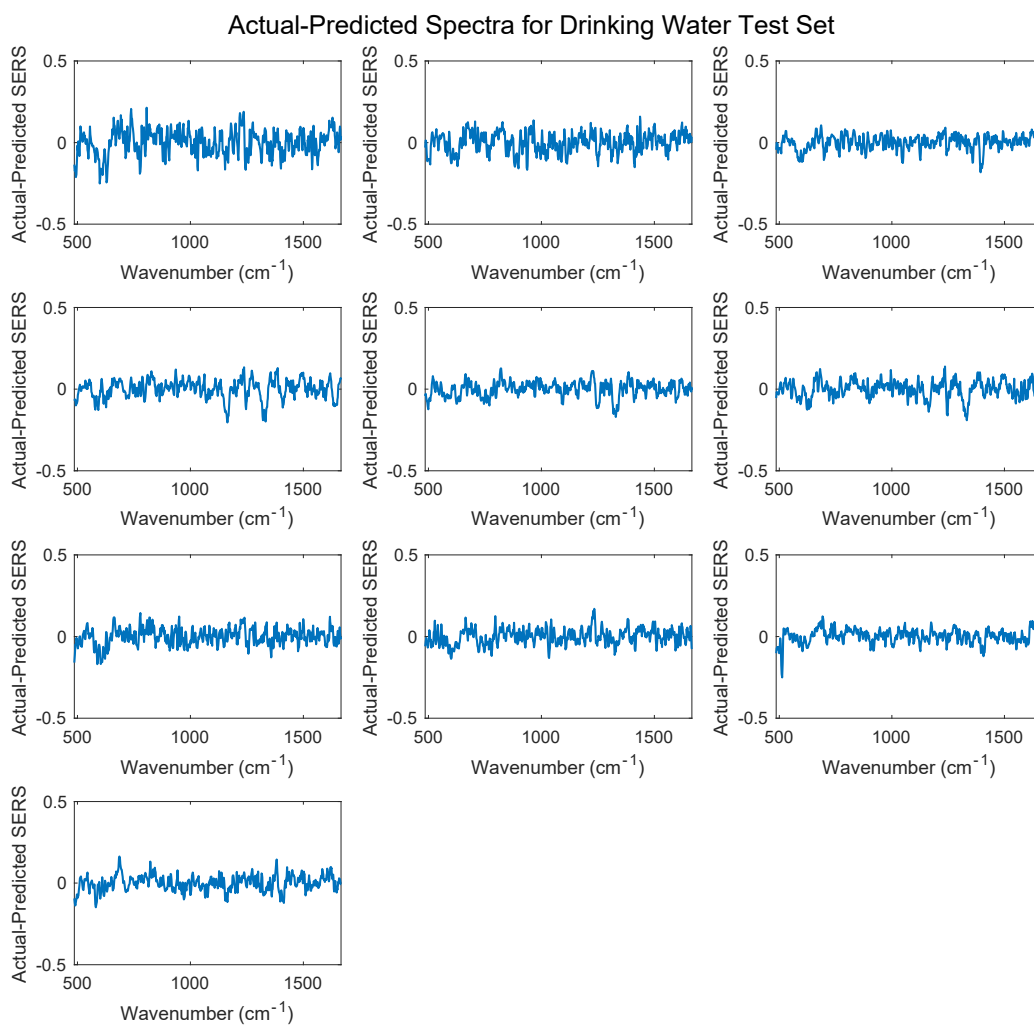 Actual-Predicted Spectra for Drinking Water Test Set
Actual-Predicted SERS
0.5
0
-0.5
500 1000 1500
Wavenumber (cm⁻¹)
Actual-Predicted SERS
0.5
0
-0.5
500 1000 1500
Wavenumber (cm⁻¹)
Actual-Predicted SERS
0.5
0
-0.5
500 1000 1500
Wavenumber (cm⁻¹)
Actual-Predicted SERS
0.5
0
-0.5
500 1000 1500
Wavenumber (cm⁻¹)
Actual-Predicted SERS
0.5
0
-0.5
500 1000 1500
Wavenumber (cm⁻¹)
Actual-Predicted SERS
0.5
0
-0.5
500 1000 1500
Wavenumber (cm⁻¹)
Actual-Predicted SERS
0.5
0
-0.5
500 1000 1500
Wavenumber (cm⁻¹)
Actual-Predicted SERS
0.5
0
-0.5
500 1000 1500
Wavenumber (cm⁻¹)
Actual-Predicted SERS
0.5
0
-0.5
500 1000 1500
Wavenumber (cm⁻¹)
Actual-Predicted SERS
0.5
0
-0.5
500 1000 1500
Wavenumber (cm⁻¹)